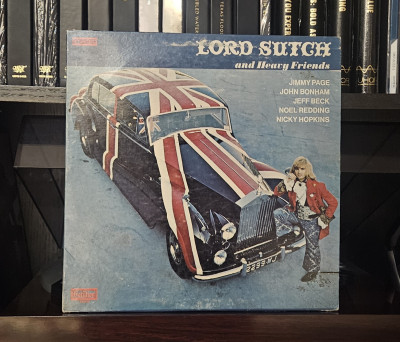 LORD SUTCH
and Heavy Friends
JIMMY PAGE
JOHN BONHAM
JEFF BECK
NOEL REDDING
NICKY HOPKINS